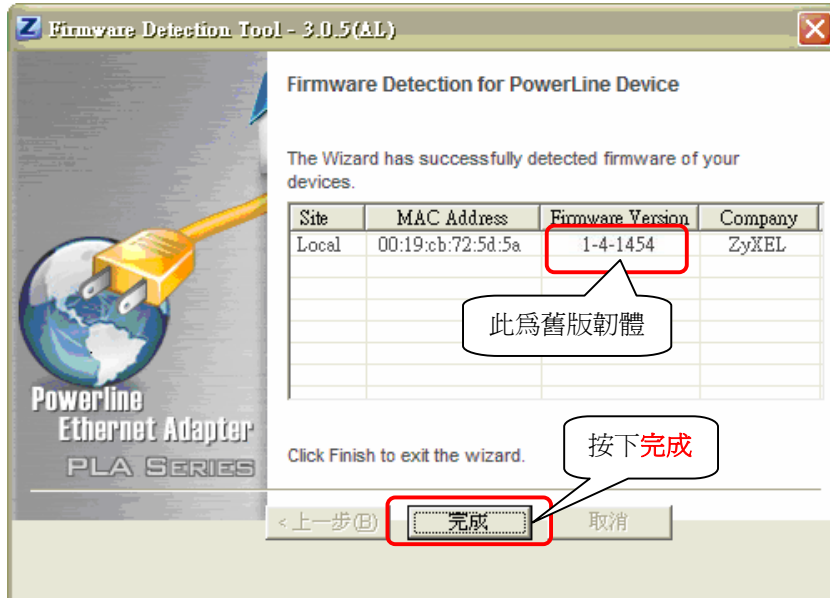 Firmware Detection Tool - 3.0.5(AL)
Firmware Detection for PowerLine Device
The Wizard has successfully detected firmware of your
devices.
Site MAC Address Firmware Version Company
Local 00:19:cb:72:5d:5a 1-4-1454 ZyXEL
此為舊版韌體
Powerline
Ethernet Adapter
PLA SERIES
Click Finish to exit the wizard.
按下完成
<上一步(B) 完成 取消